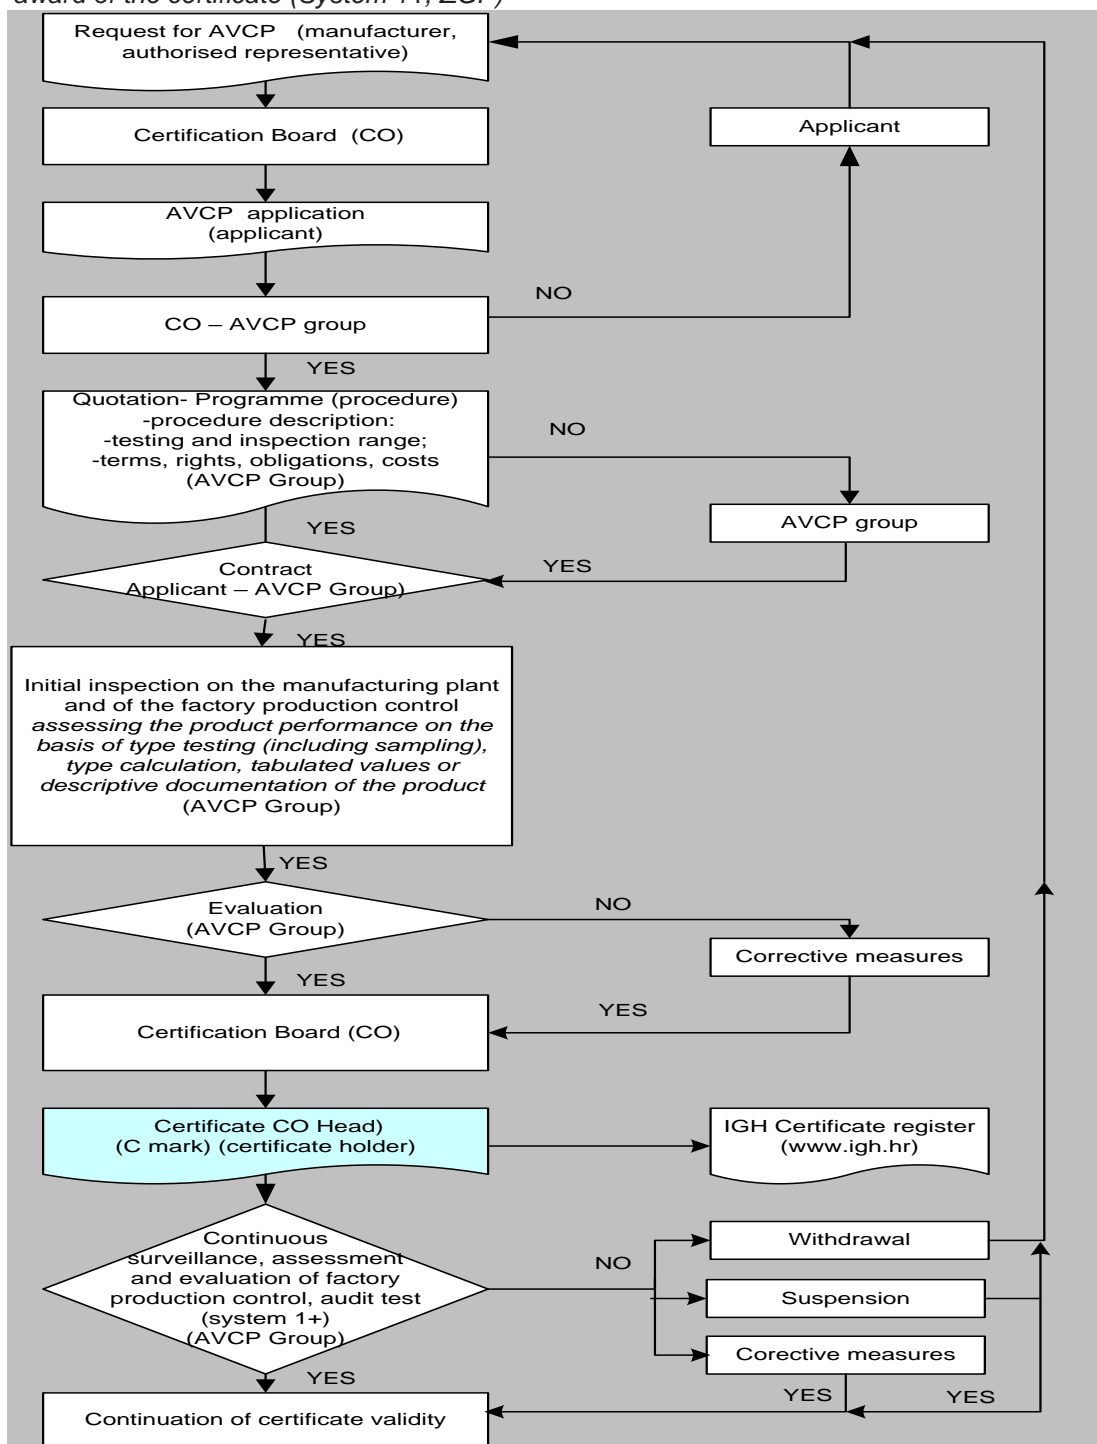 award of the certificate (System 1+, ZGP)
Request for AVCP (manufacturer,
authorised representative)
Certification Board (CO)
Applicant
AVCP application
(applicant)
NO
CO – AVCP group
YES
Quotation- Programme (procedure)
-procedure description:
-testing and inspection range;
-terms, rights, obligations, costs
(AVCP Group)
NO
AVCP group
YES
Contract
Applicant – AVCP Group)
YES
YES
Initial inspection on the manufacturing plant
and of the factory production control
assessing the product performance on the
basis of type testing (including sampling),
type calculation, tabulated values or
descriptive documentation of the product
(AVCP Group)
YES
Evaluation
(AVCP Group)
NO
Corrective measures
YES
YES
Certification Board (CO)
Certificate CO Head)
(C mark) (certificate holder)
IGH Certificate register
(www.igh.hr)
Continuous
surveillance, assessment
and evaluation of factory
production control, audit test
(system 1+)
(AVCP Group)
NO
Withdrawal
Suspension
Corective measures
YES
YES
YES
Continuation of certificate validity